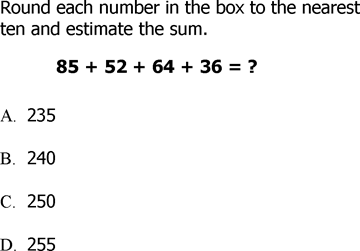 Round each number in the box to the nearest
ten and estimate the sum.
85 + 52 + 64 + 36 = ?
A. 235
B. 240
C. 250
D. 255